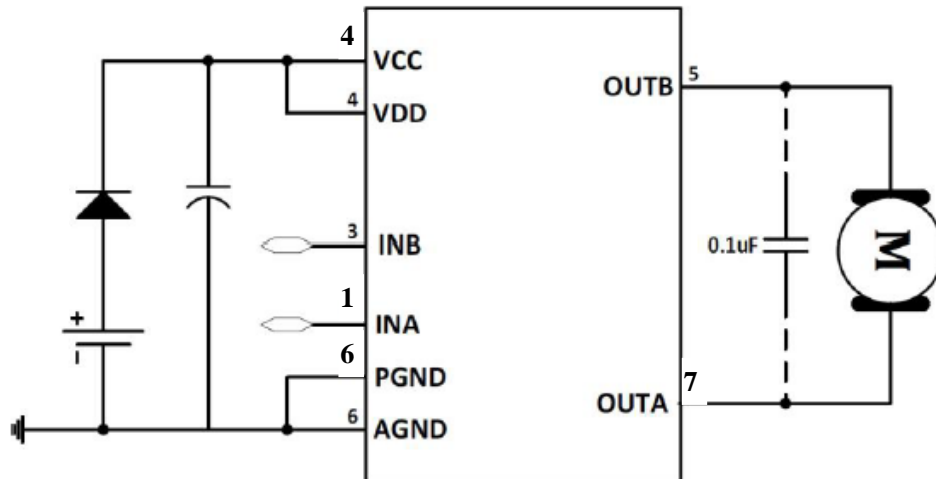 4
VCC
OUTB
5
4
VDD
3
INB
0.1uF
M
1
INA
+
-
6
PGND
OUTA
7
6
AGND